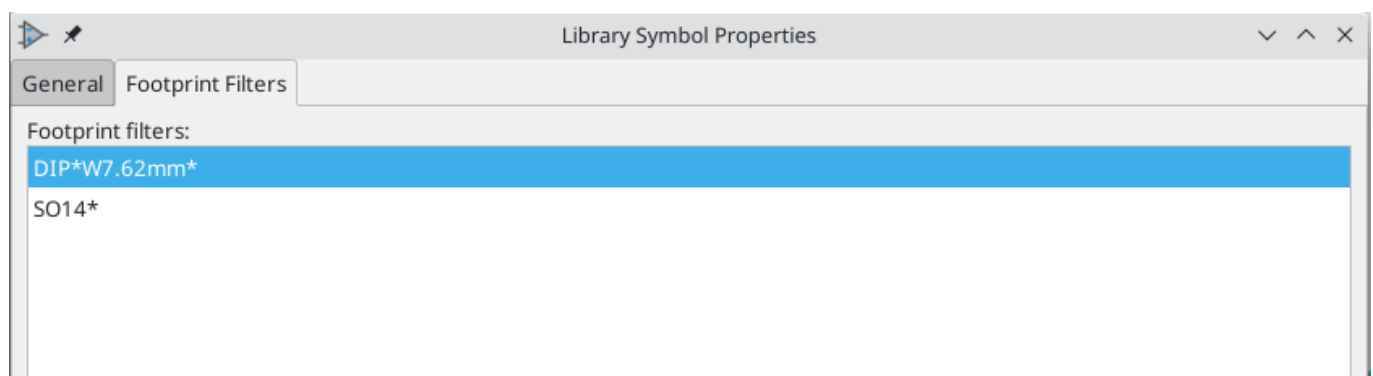 Library Symbol Properties
General Footprint Filters
Footprint filters:
DIP*W7.62mm*
SO14*